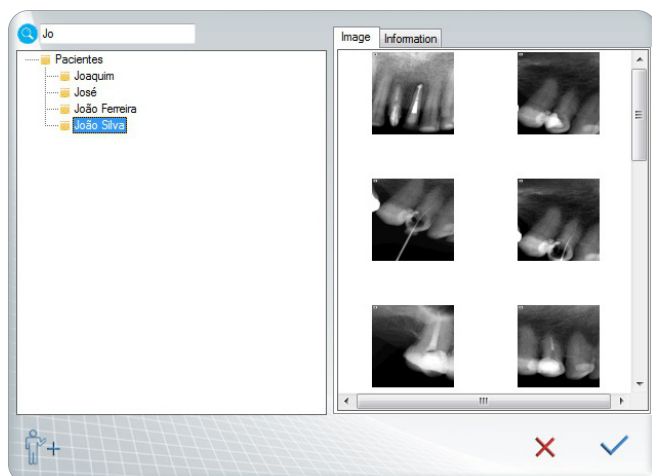 Jo
Pacientes
Joaquim
José
João Ferreira
João Silva
Image
Information